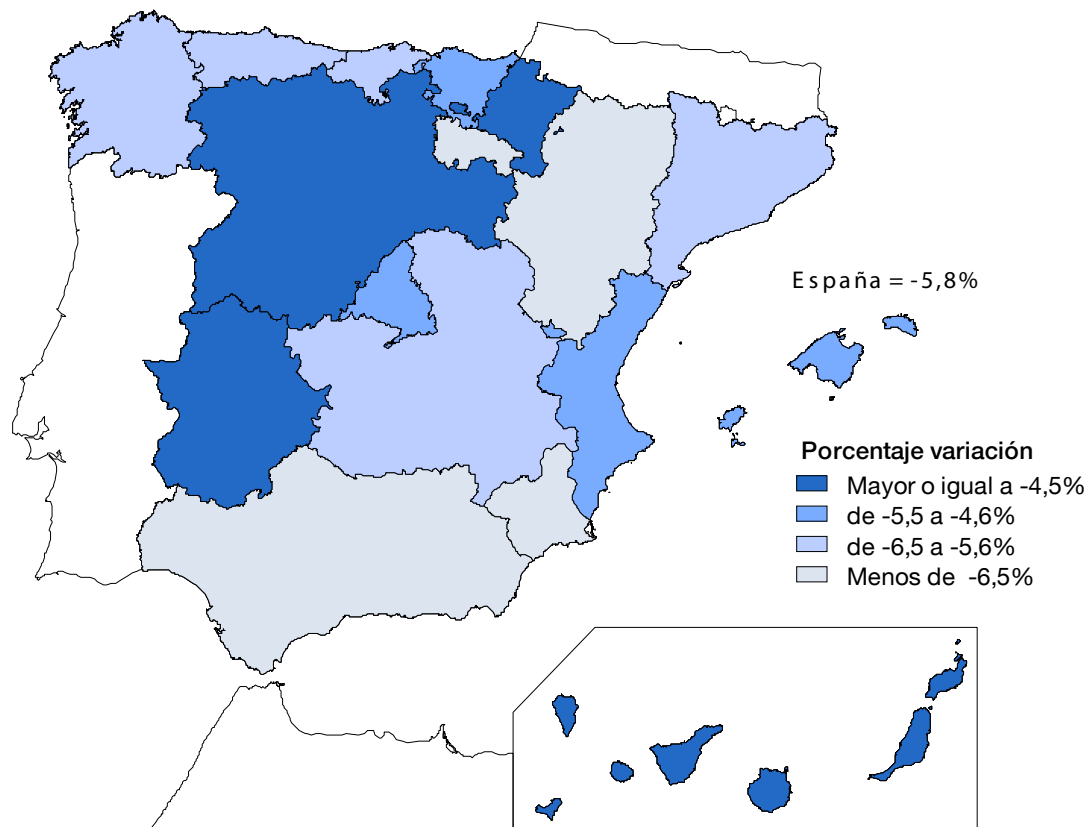 España = -5,8%
Porcentaje variación
Mayor o igual a -4,5%
de -5,5 a -4,6%
de -6,5 a -5,6%
Menos de -6,5%